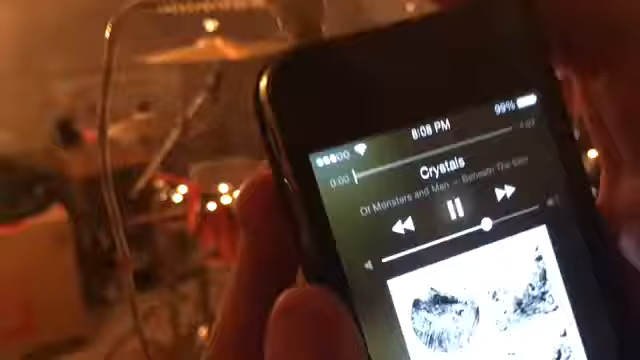 8:08 PM
99%
0:00
Crystals
Of Monsters and Men — Beneath The Skin